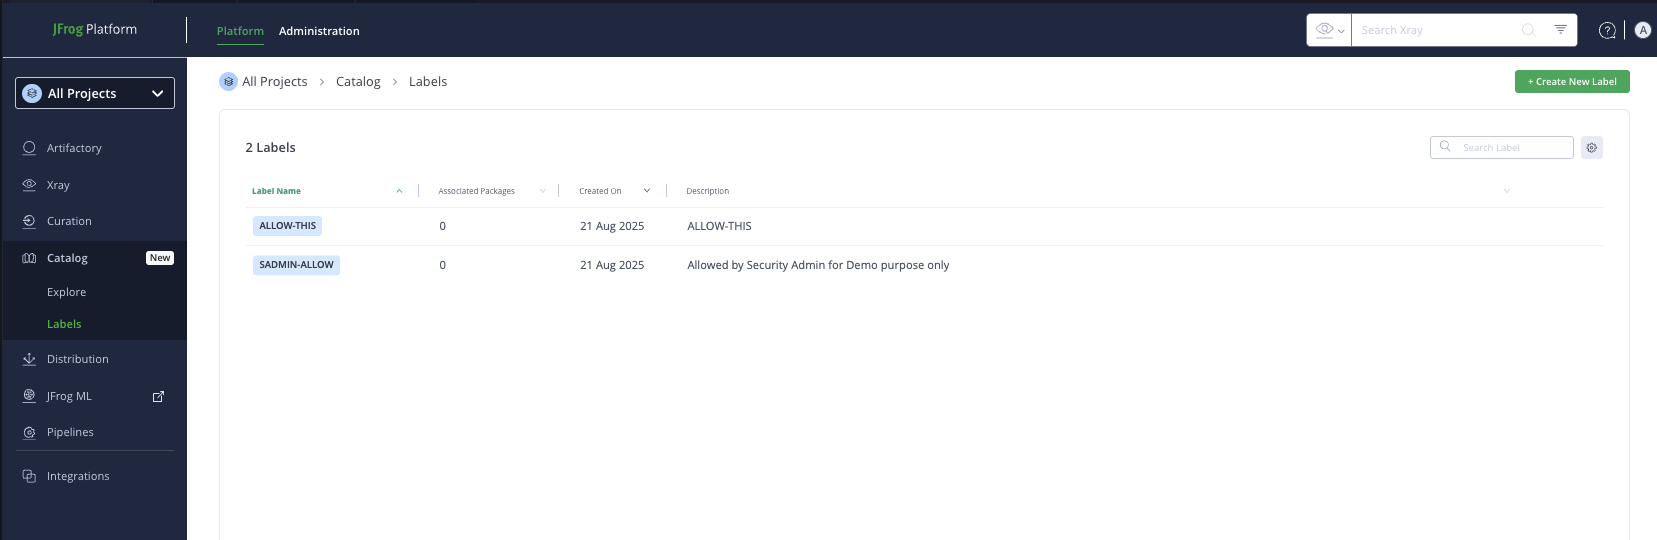 JFrog Platform
Platform Administration
Search Xray
?
A
All Projects
Artifactory
Xray
Curation
Catalog New
Explore
Labels
Distribution
JFrog ML
Pipelines
Integrations
All Projects > Catalog > Labels
+ Create New Label
2 Labels
Search Label
Label Name Associated Packages Created On Description
ALLOW-THIS 0 21 Aug 2025 ALLOW-THIS
SADMIN-ALLOW 0 21 Aug 2025 Allowed by Security Admin for Demo purpose only